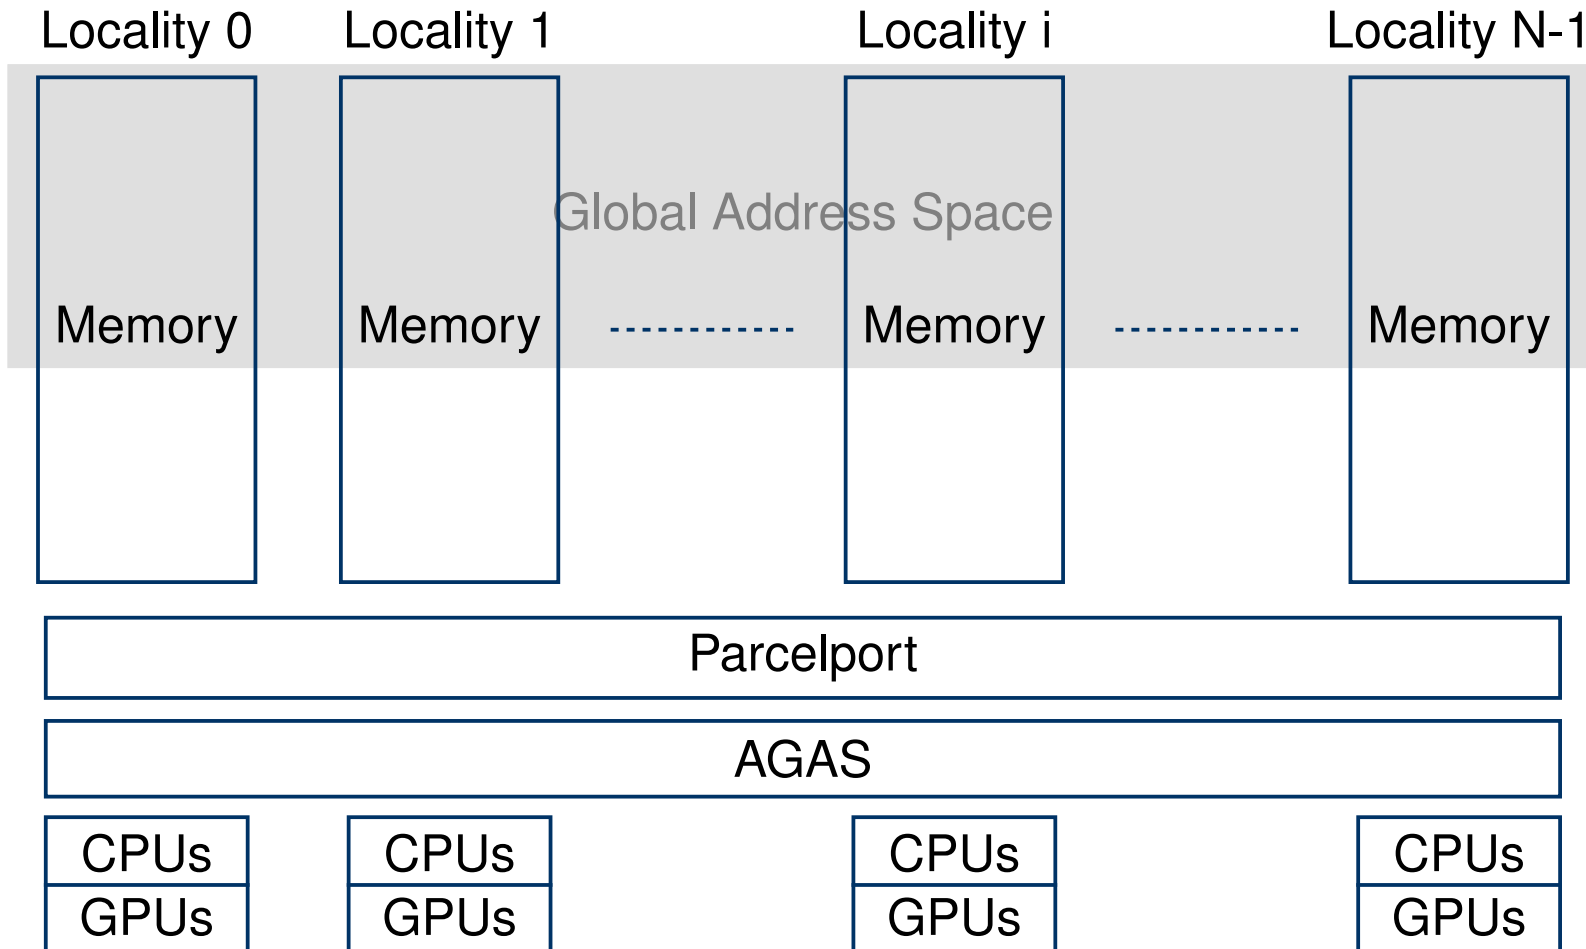 Locality 0 Locality 1 Locality i Locality N-1
Global Address Space
Memory Memory Memory Memory
Parcelport
AGAS
CPUs CPUs CPUs CPUs
GPUs GPUs GPUs GPUs